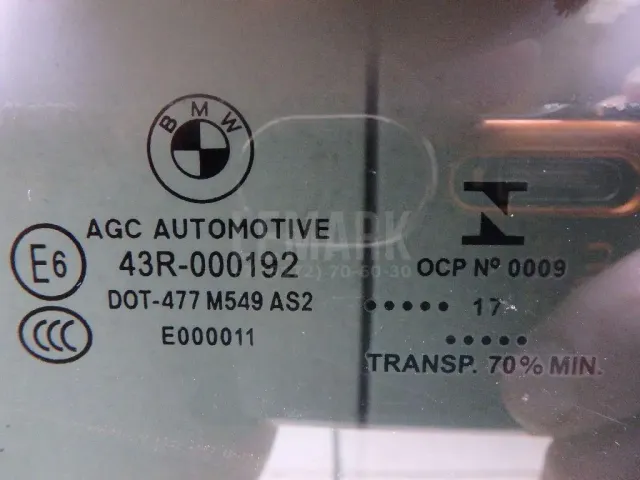 BMW
AGC AUTOMOTIVE
E6
43R-000192
DOT-477 M549 AS2
CCC
E000011
N
OCP Nº 0009
••••• 17
•••••
TRANSP. 70% MIN.